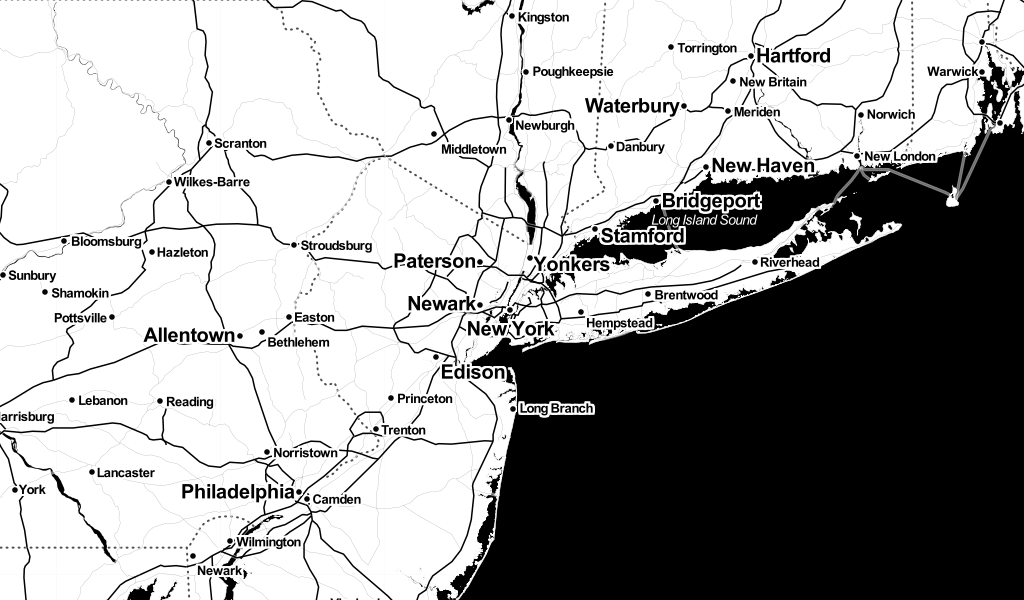 Kingston
Torrington
Hartford
Poughkeepsie
Warwick
New Britain
Waterbury
Meriden
Norwich
Newburgh
Scranton
Middletown
Danbury
New London
New Haven
Wilkes-Barre
Bridgeport
Long Island Sound
Stamford
Bloomsburg
Stroudsburg
Hazleton
Paterson
Yonkers
Riverhead
Sunbury
Shamokin
Brentwood
Newark
Pottsville
Easton
Hempstead
New York
Allentown
Bethlehem
Edison
Princeton
Lebanon
Reading
Long Branch
arrisburg
Trenton
Norristown
Lancaster
York
Philadelphia
Camden
Wilmington
Newark